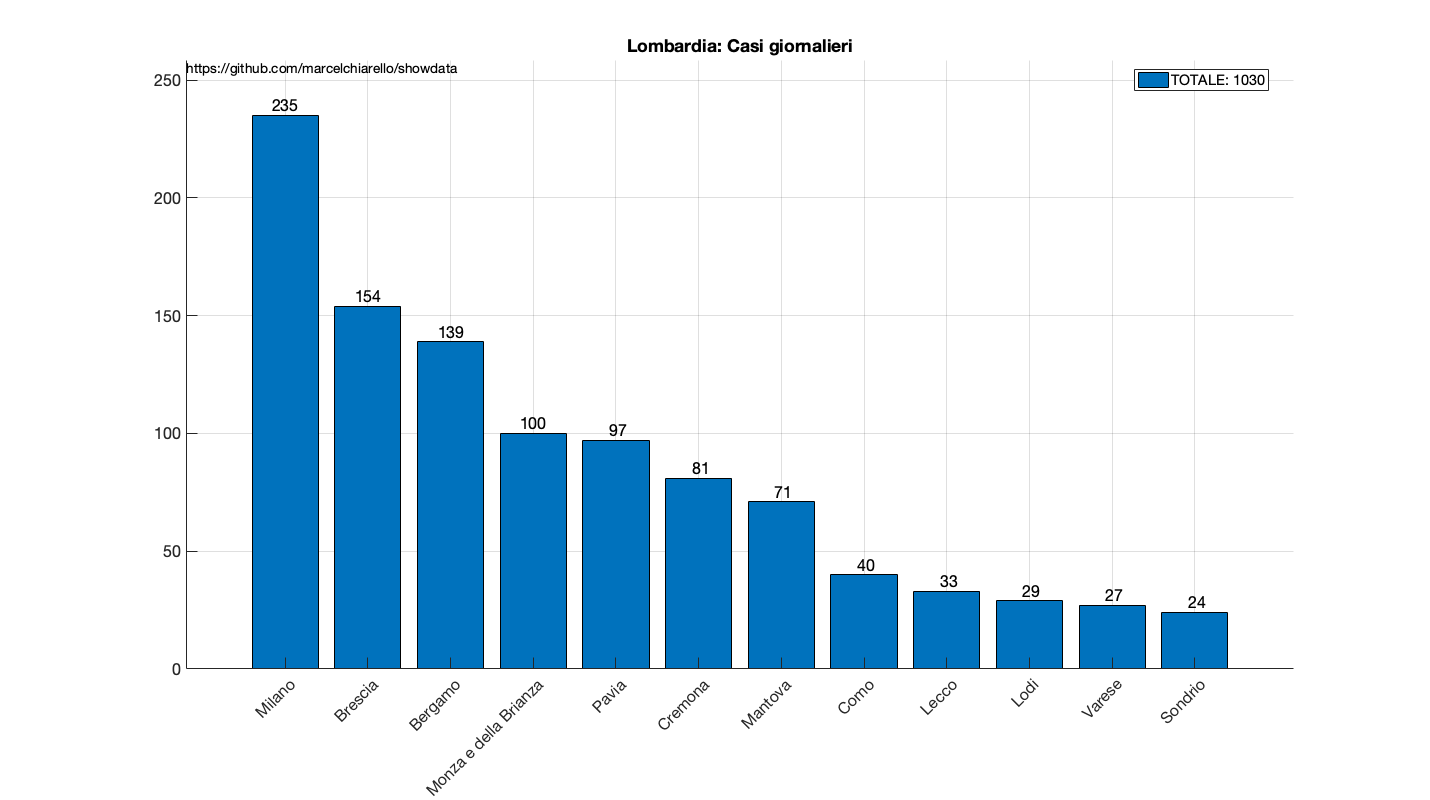 Lombardia: Casi giornalieri
https://github.com/marcelchiarello/showdata
TOTALE: 1030
250
200
150
100
50
0
235
154
139
100
97
81
71
40
33
29
27
24
Milano
Brescia
Bergamo
Monza e della Brianza
Pavia
Cremona
Mantova
Como
Lecco
Lodi
Varese
Sondrio